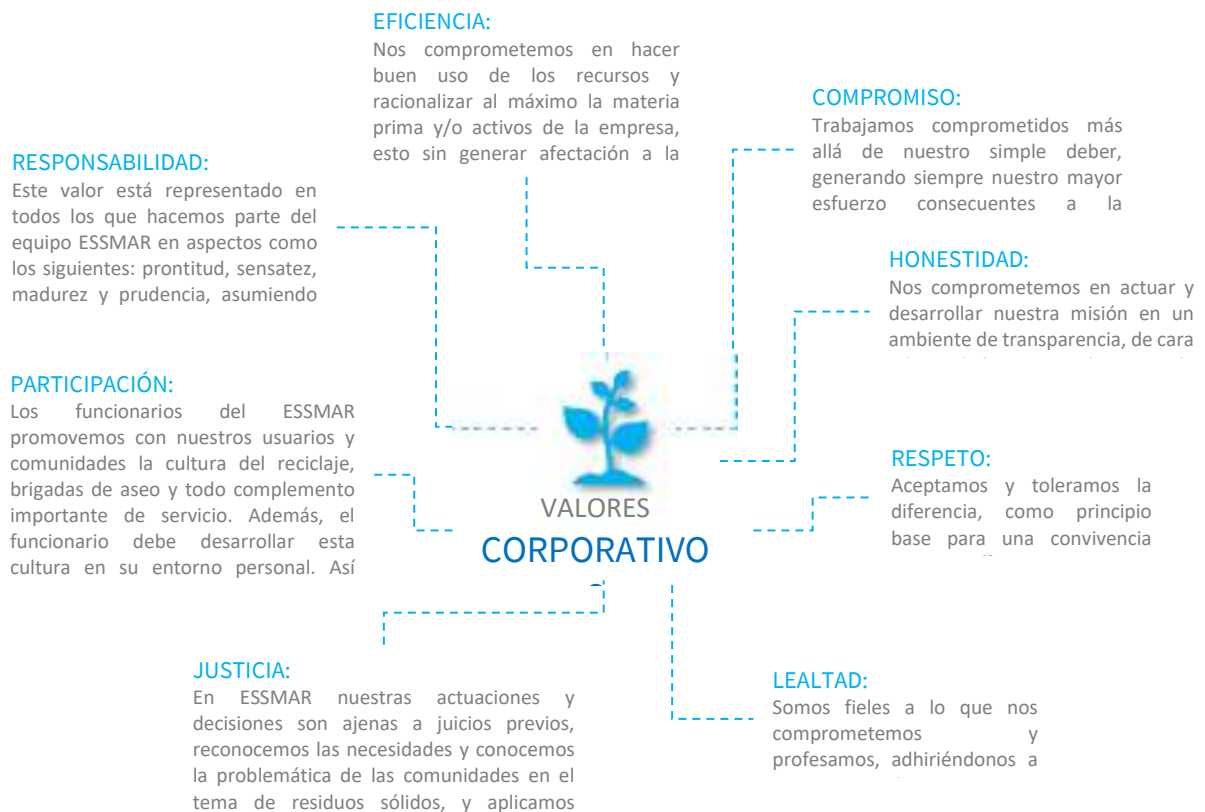 EFICIENCIA:
Nos comprometemos en hacer
buen uso de los recursos y
racionalizar al máximo la materia
prima y/o activos de la empresa,
esto sin generar afectación a la
COMPROMISO:
Trabajamos comprometidos más
allá de nuestro simple deber,
generando siempre nuestro mayor
esfuerzo consecuentes a la
RESPONSABILIDAD:
Este valor está representado en
todos los que hacemos parte del
equipo ESSMAR en aspectos como
los siguientes: prontitud, sensatez,
madurez y prudencia, asumiendo
HONESTIDAD:
Nos comprometemos en actuar y
desarrollar nuestra misión en un
ambiente de transparencia, de cara
PARTICIPACIÓN:
Los funcionarios del ESSMAR
promovemos con nuestros usuarios y
comunidades la cultura del reciclaje,
brigadas de aseo y todo complemento
importante de servicio. Además, el
funcionario debe desarrollar esta
cultura en su entorno personal. Así
RESPETO:
Aceptamos y toleramos la
diferencia, como principio
base para una convivencia
VALORES
CORPORATIVO
JUSTICIA:
En ESSMAR nuestras actuaciones y
decisiones son ajenas a juicios previos,
reconocemos las necesidades y conocemos
la problemática de las comunidades en el
tema de residuos sólidos, y aplicamos
LEALTAD:
Somos fieles a lo que nos
comprometemos y
profesamos, adhiriéndonos a